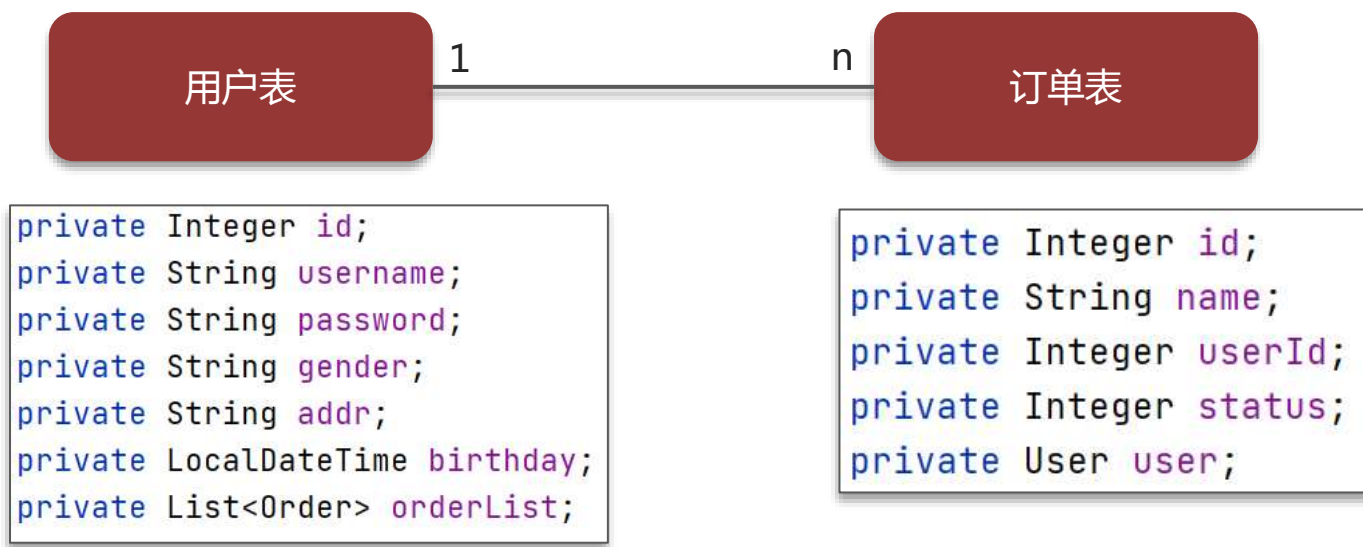 用户表
1
n
订单表
private Integer id;
private String username;
private String password;
private String gender;
private String addr;
private LocalDateTime birthday;
private List<Order> orderList;
private Integer id;
private String name;
private Integer userId;
private Integer status;
private User user;